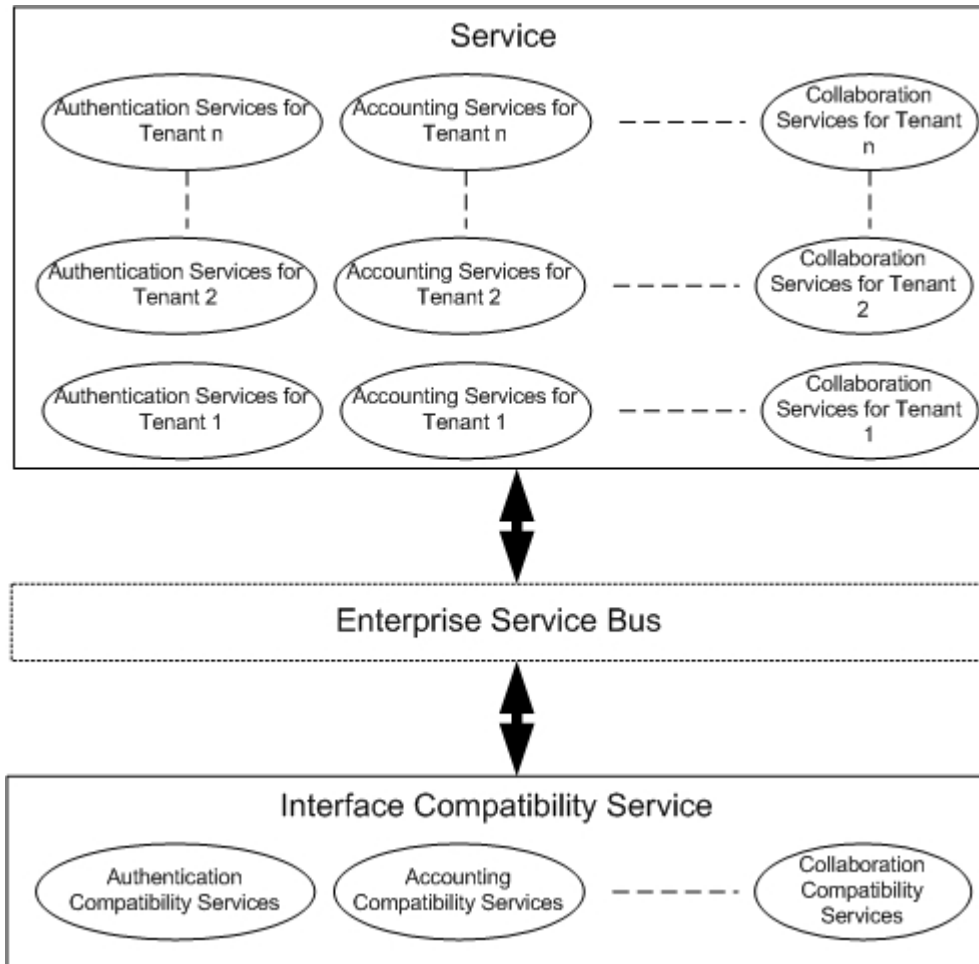 Service
Authentication Services for
Tenant n
Accounting Services for
Tenant n
Collaboration
Services for Tenant
n
Authentication Services for
Tenant 2
Accounting Services for
Tenant 2
Collaboration
Services for Tenant
2
Authentication Services for
Tenant 1
Accounting Services for
Tenant 1
Collaboration
Services for Tenant
1
Enterprise Service Bus
Interface Compatibility Service
Authentication
Compatibility Services
Accounting
Compatibility Services
Collaboration
Compatibility
Services